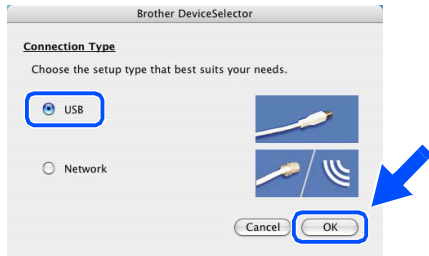 Brother DeviceSelector
Connection Type
Choose the setup type that best suits your needs.
USB
Network
Cancel OK